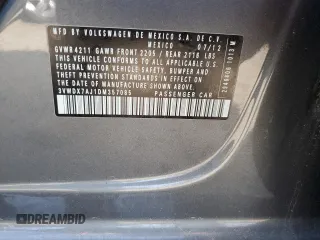 MFD BY VOLKSWAGEN DE MEXICO S.A. DE C.V.
MEXICO 07/12
GVWR 4211 GAWR FRONT 2205 / REAR 2116 LBS
THIS VEHICLE CONFORMS TO ALL APPLICABLE
FEDERAL MOTOR VEHICLE SAFETY, BUMPER, AND
THEFT PREVENTION STANDARDS IN EFFECT ON
THE DATE OF MANUFACTURE SHOWN ABOVE.
3VWDX7AJ1DM357085 PASSENGER CAR
1013 M
DREAMBID